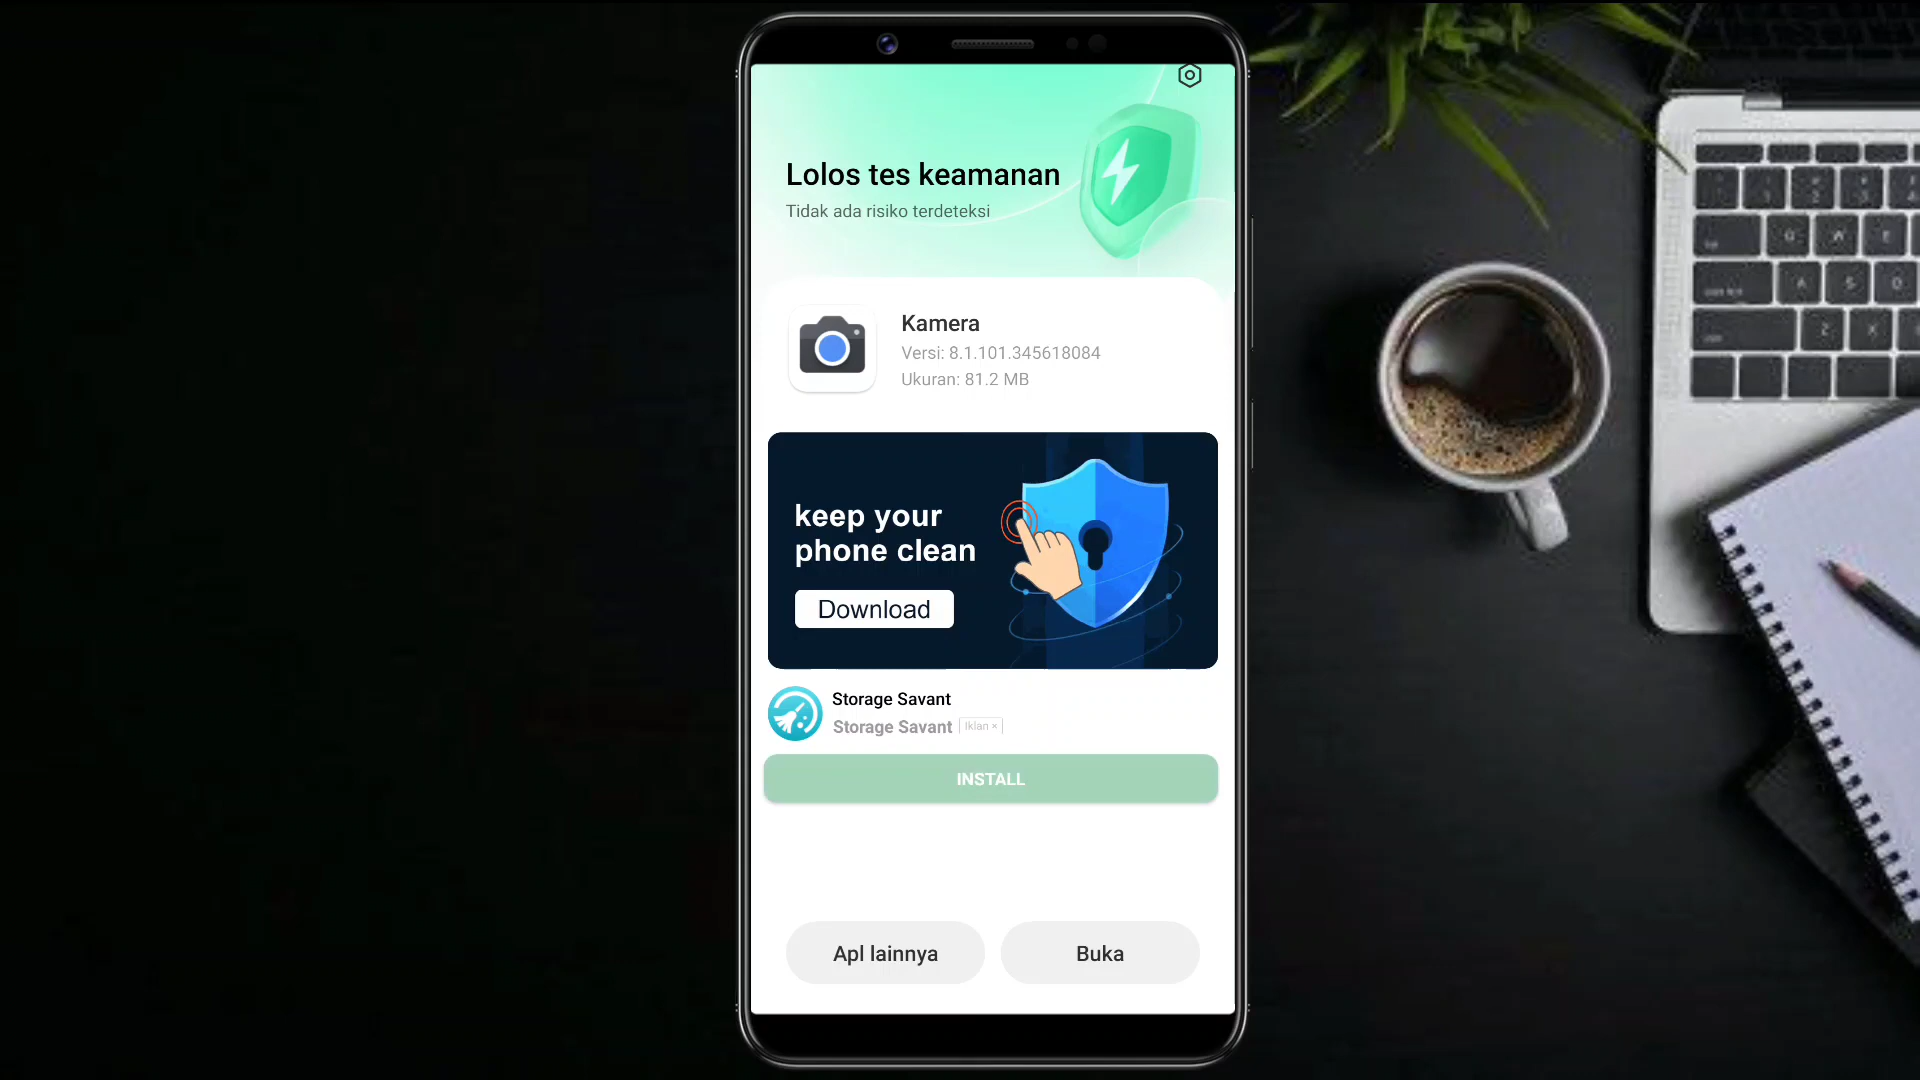 Lolos tes keamanan
Tidak ada risiko terdeteksi
Kamera
Versi: 8.1.101.345618084
Ukuran: 81.2 MB
keep your
phone clean
Download
Storage Savant
Storage Savant Iklan ×
INSTALL
Apl lainnya
Buka